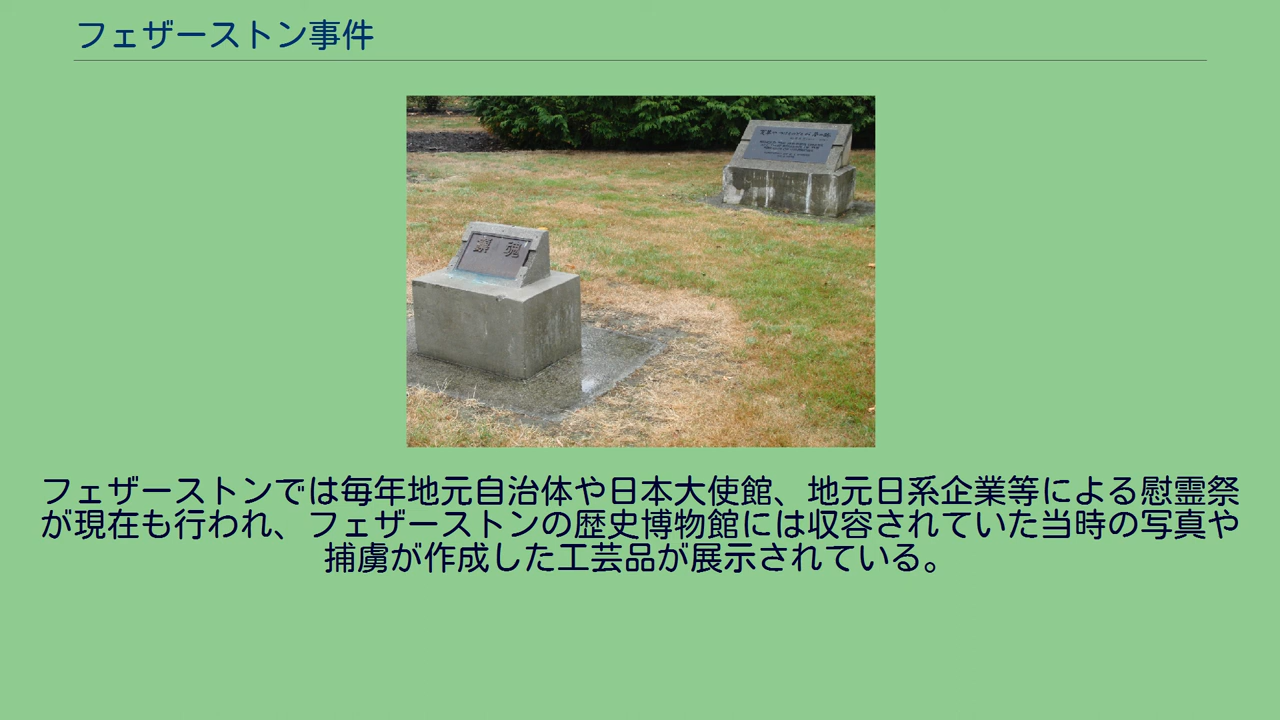 フェザーストン事件
フェザーストンでは毎年地元自治体や日本大使館、地元日系企業等による慰霊祭
が現在も行われ、フェザーストンの歴史博物館には収容されていた当時の写真や
捕虜が作成した工芸品が展示されている。